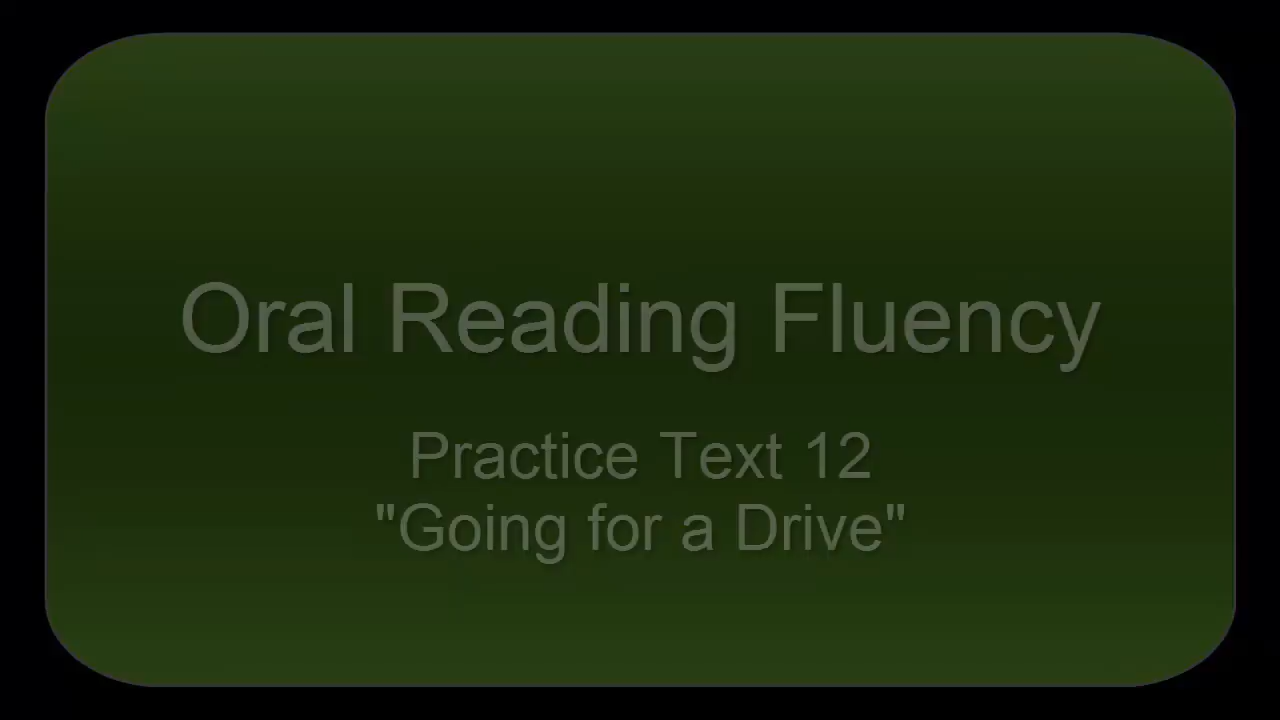 Oral Reading Fluency
Practice Text 12
"Going for a Drive"